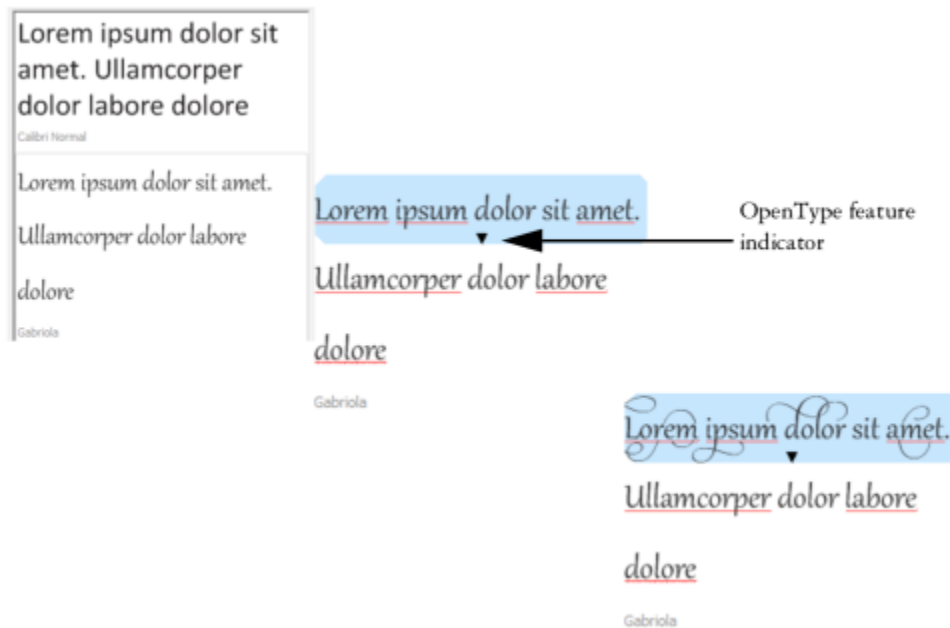 Lorem ipsum dolor sit
amet. Ullamcorper
dolor labore dolore
Calibri Normal
Lorem ipsum dolor sit amet.
Ullamcorper dolor labore
dolore
Gabriola
Lorem ipsum dolor sit amet.
Ullamcorper dolor labore
dolore
Gabriola
OpenType feature
indicator
Lorem ipsum dolor sit amet.
Ullamcorper dolor labore
dolore
Gabriola